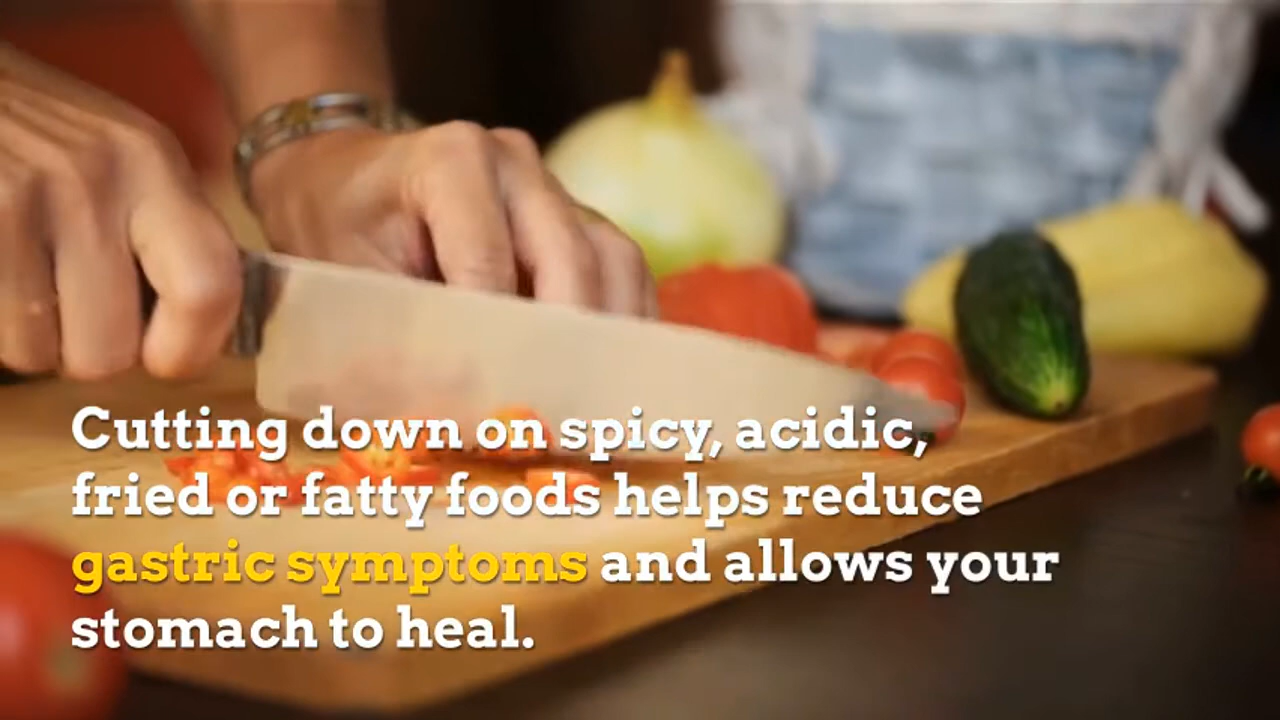 Cutting down on spicy, acidic,
fried or fatty foods helps reduce
gastric symptoms and allows your
stomach to heal.